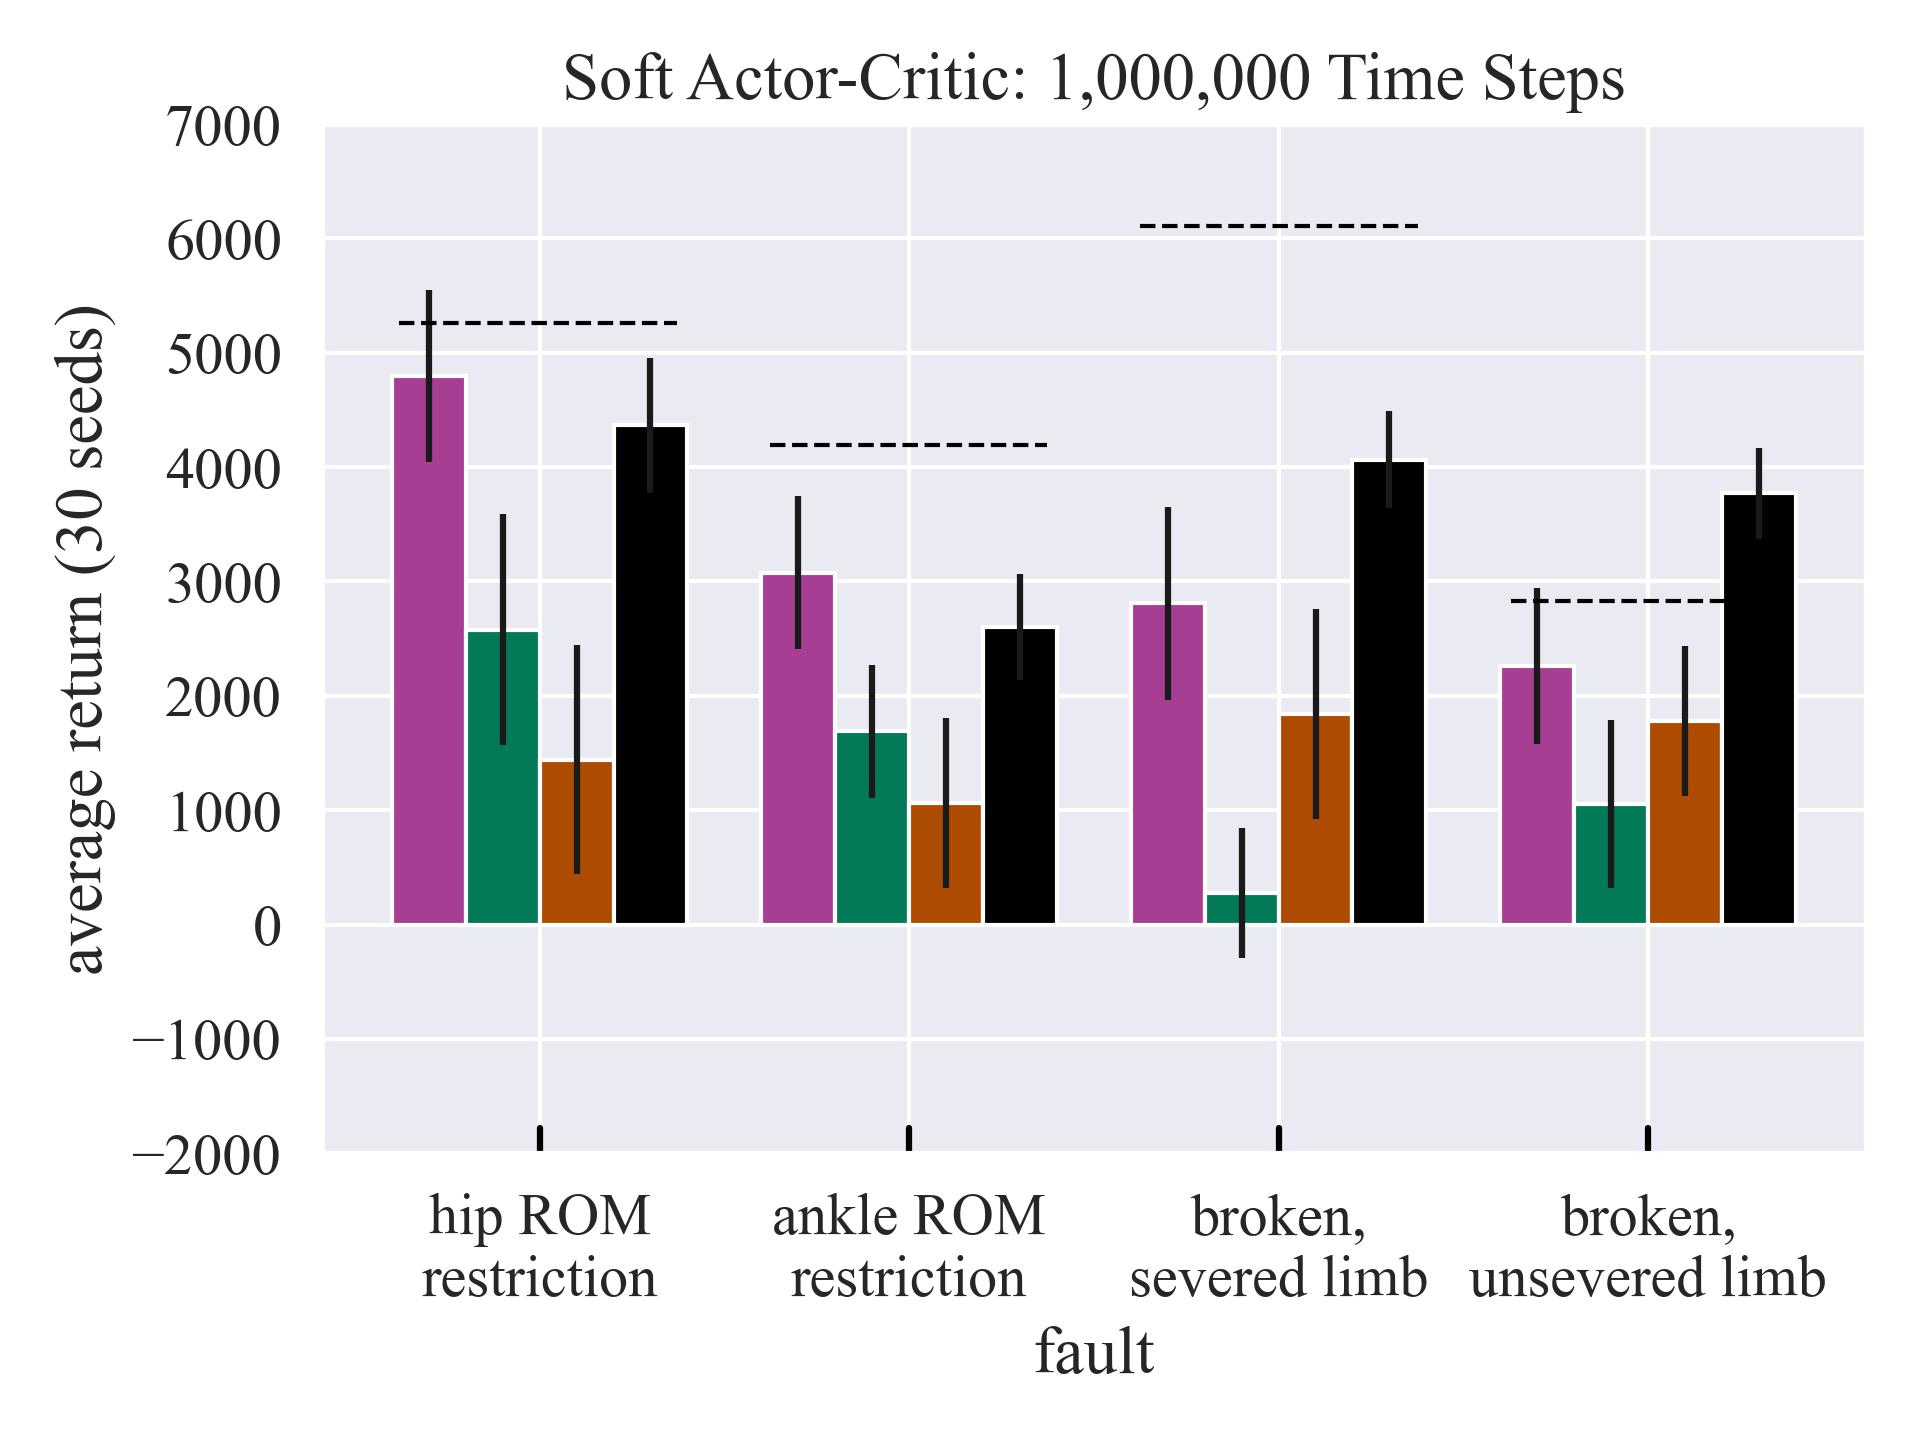 Soft Actor-Critic: 1,000,000 Time Steps
7000
6000
5000
4000
3000
2000
1000
0
−1000
−2000
average return (30 seeds)
hip ROM
restriction
ankle ROM
restriction
broken,
severed limb
broken,
unsevered limb
fault